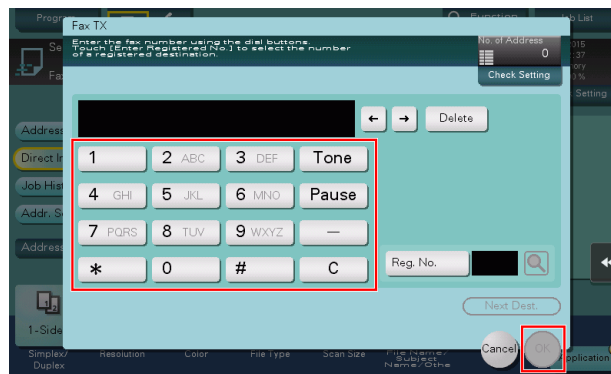 Fax TX
Enter the fax number using the dial buttons.
Touch [Enter Registered No.] to select the number
of a registered destination.
No. of Address
0
Check Setting
← → Delete
1 2 ABC 3 DEF Tone
4 GHI 5 JKL 6 MNO Pause
7 PQRS 8 TUV 9 WXYZ —
* 0 # C
Reg. No.
Next Dest.
Cancel OK
Address
Direct In
Job Hist
Addr. S
Address
1-Side
Simplex/
Duplex
Resolution
Color
File Type
Scan Size
File Name/
Subject
Name/Othe
Application
Setting
b List
Function
Progr
Se
Fa